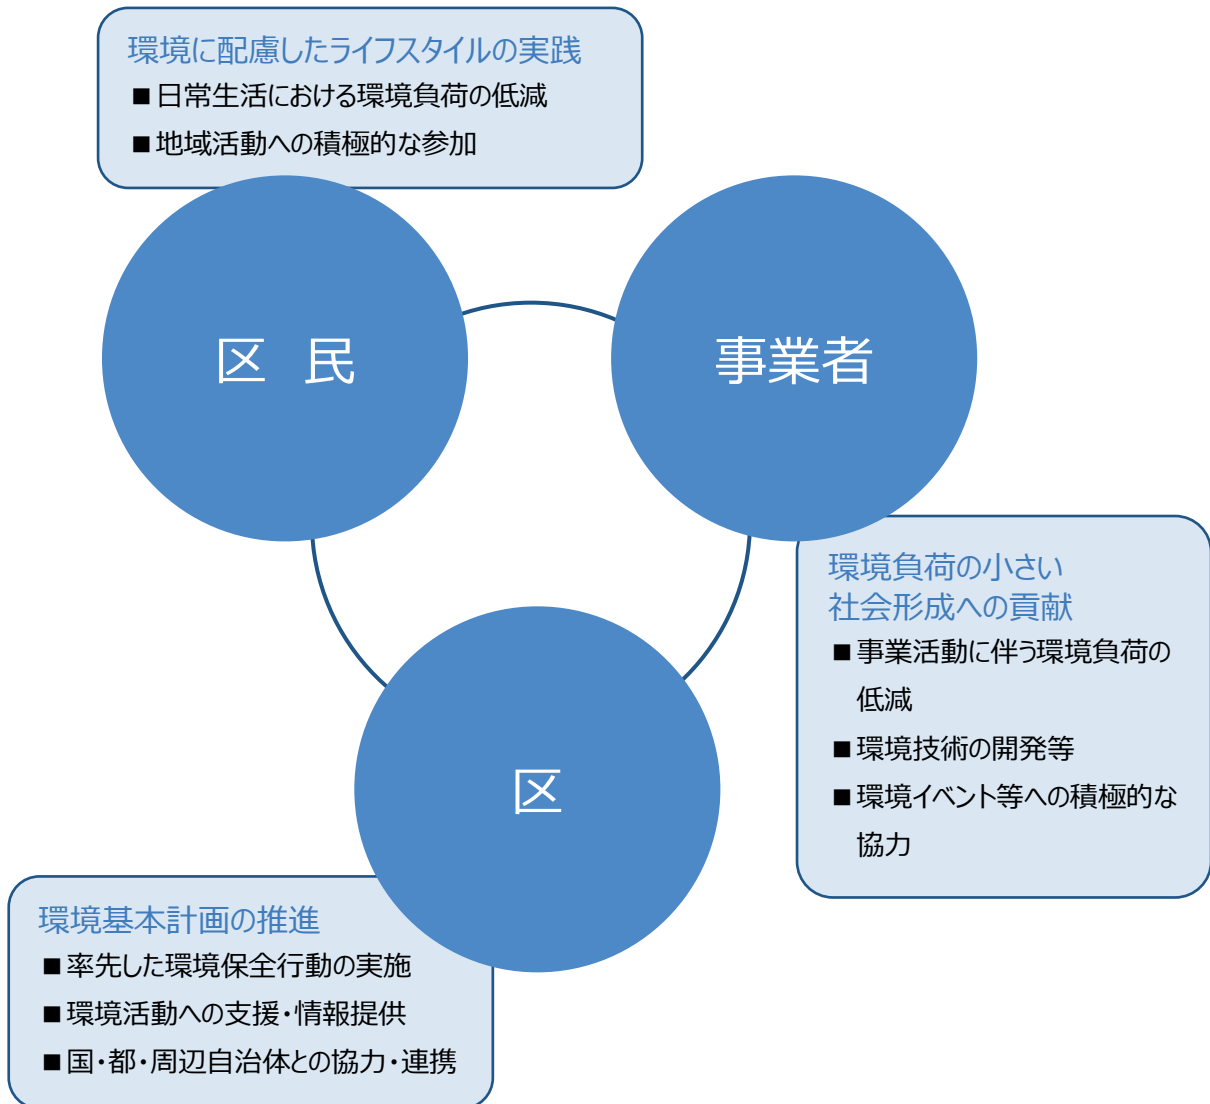 環境に配慮したライフスタイルの実践
■日常生活における環境負荷の低減
■地域活動への積極的な参加
区　民
事業者
環境負荷の小さい
社会形成への貢献
■事業活動に伴う環境負荷の
低減
■環境技術の開発等
■環境イベント等への積極的な
協力
区
環境基本計画の推進
■率先した環境保全行動の実施
■環境活動への支援・情報提供
■国・都・周辺自治体との協力・連携